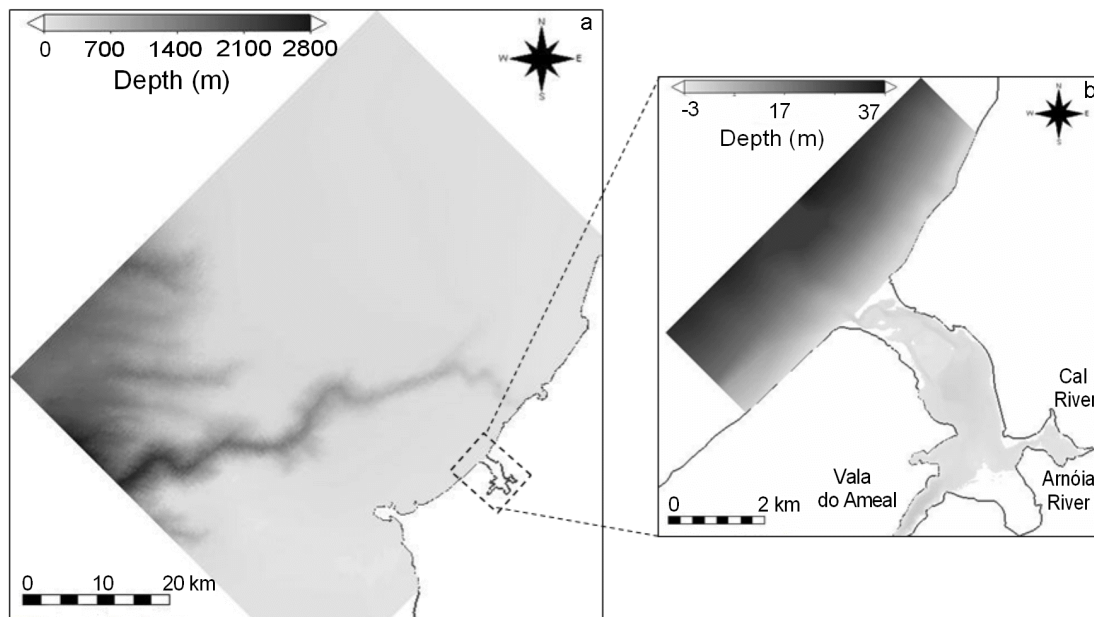 a
0 700 1400 2100 2800
Depth (m)
N
W E
S
0 10 20 km
b
-3 17 37
Depth (m)
N
W E
S
Cal
River
Vala
do Ameal
Arnóia
River
0 2 km